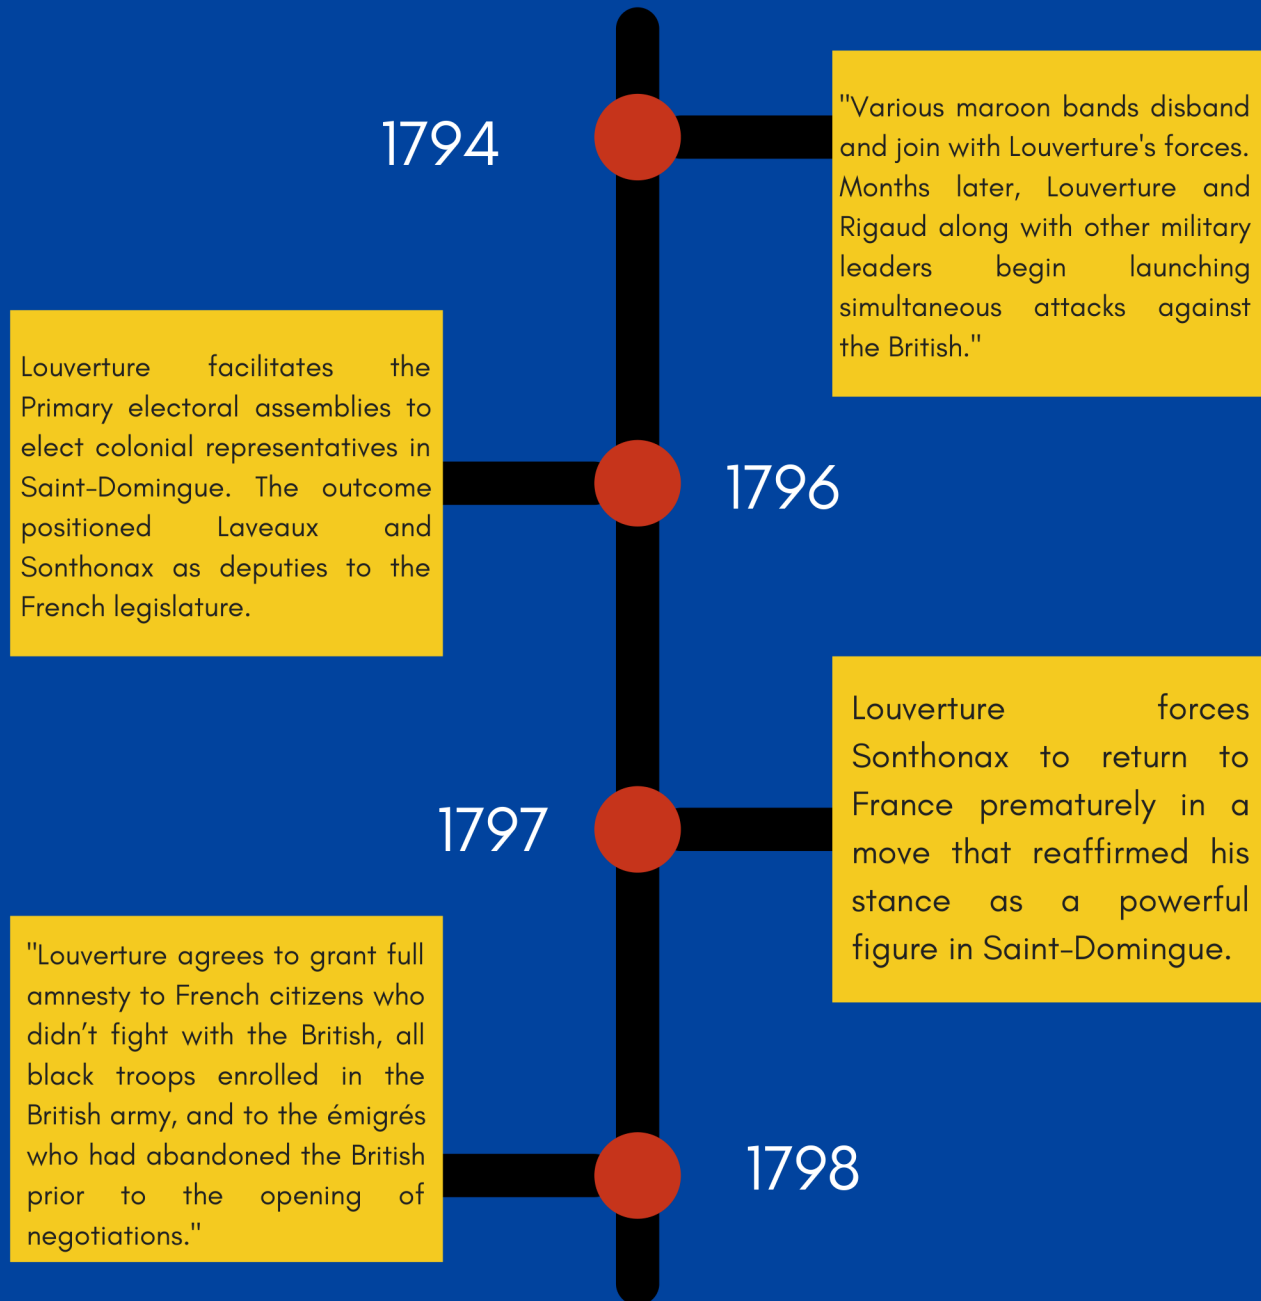 1794
"Various maroon bands disband
and join with Louverture's forces.
Months later, Louverture and
Rigaud along with other military
leaders begin launching
simultaneous attacks against
the British."
1796
Louverture facilitates the
Primary electoral assemblies to
elect colonial representatives in
Saint-Domingue. The outcome
positioned Laveaux and
Sonthonax as deputies to the
French legislature.
1797
Louverture forces
Sonthonax to return to
France prematurely in a
move that reaffirmed his
stance as a powerful
figure in Saint-Domingue.
1798
"Louverture agrees to grant full
amnesty to French citizens who
didn’t fight with the British, all
black troops enrolled in the
British army, and to the émigrés
who had abandoned the British
prior to the opening of
negotiations."